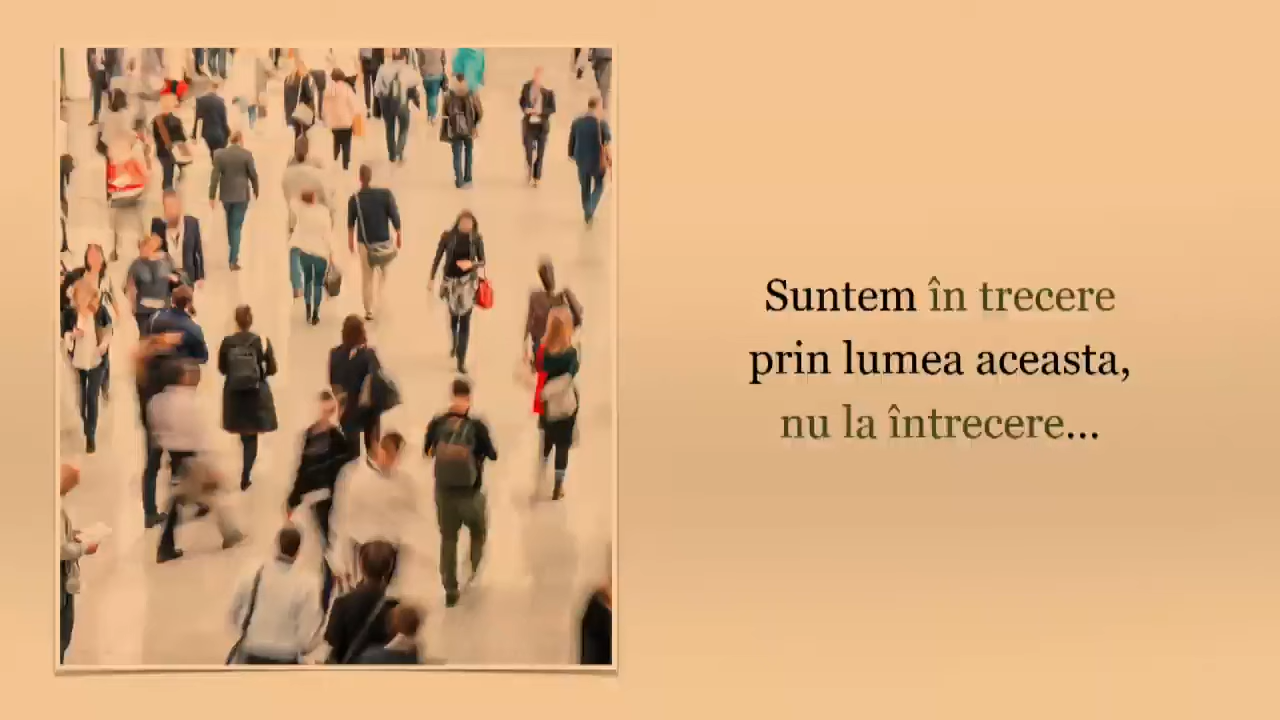 Suntem în trecere
prin lumea aceasta,
nu la întrecere...